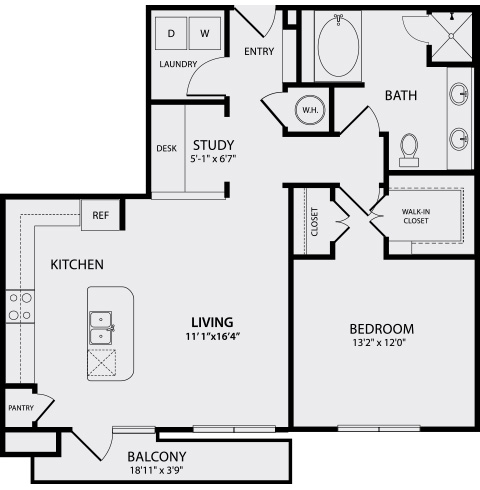 D
W
LAUNDRY
ENTRY
W.H.
BATH
DESK
STUDY
5'-1" x 6'7"
REF
CLOSET
WALK-IN
CLOSET
KITCHEN
LIVING
11' 1"x16'4"
BEDROOM
13'2" x 12'0"
PANTRY
BALCONY
18'11" x 3'9"